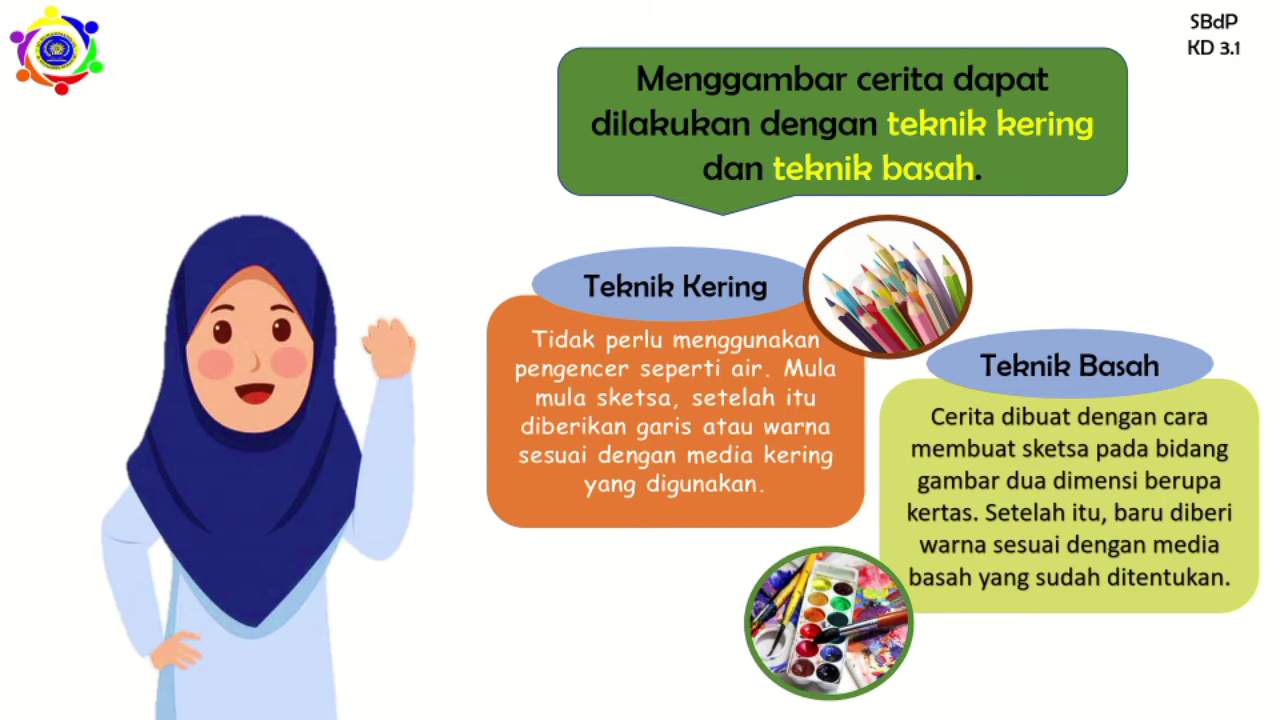 SBdP
KD 3.1
Menggambar cerita dapat
dilakukan dengan teknik kering
dan teknik basah.
Teknik Kering
Tidak perlu menggunakan
pengencer seperti air. Mula
mula sketsa, setelah itu
diberikan garis atau warna
sesuai dengan media kering
yang digunakan.
Teknik Basah
Cerita dibuat dengan cara
membuat sketsa pada bidang
gambar dua dimensi berupa
kertas. Setelah itu, baru diberi
warna sesuai dengan media
basah yang sudah ditentukan.